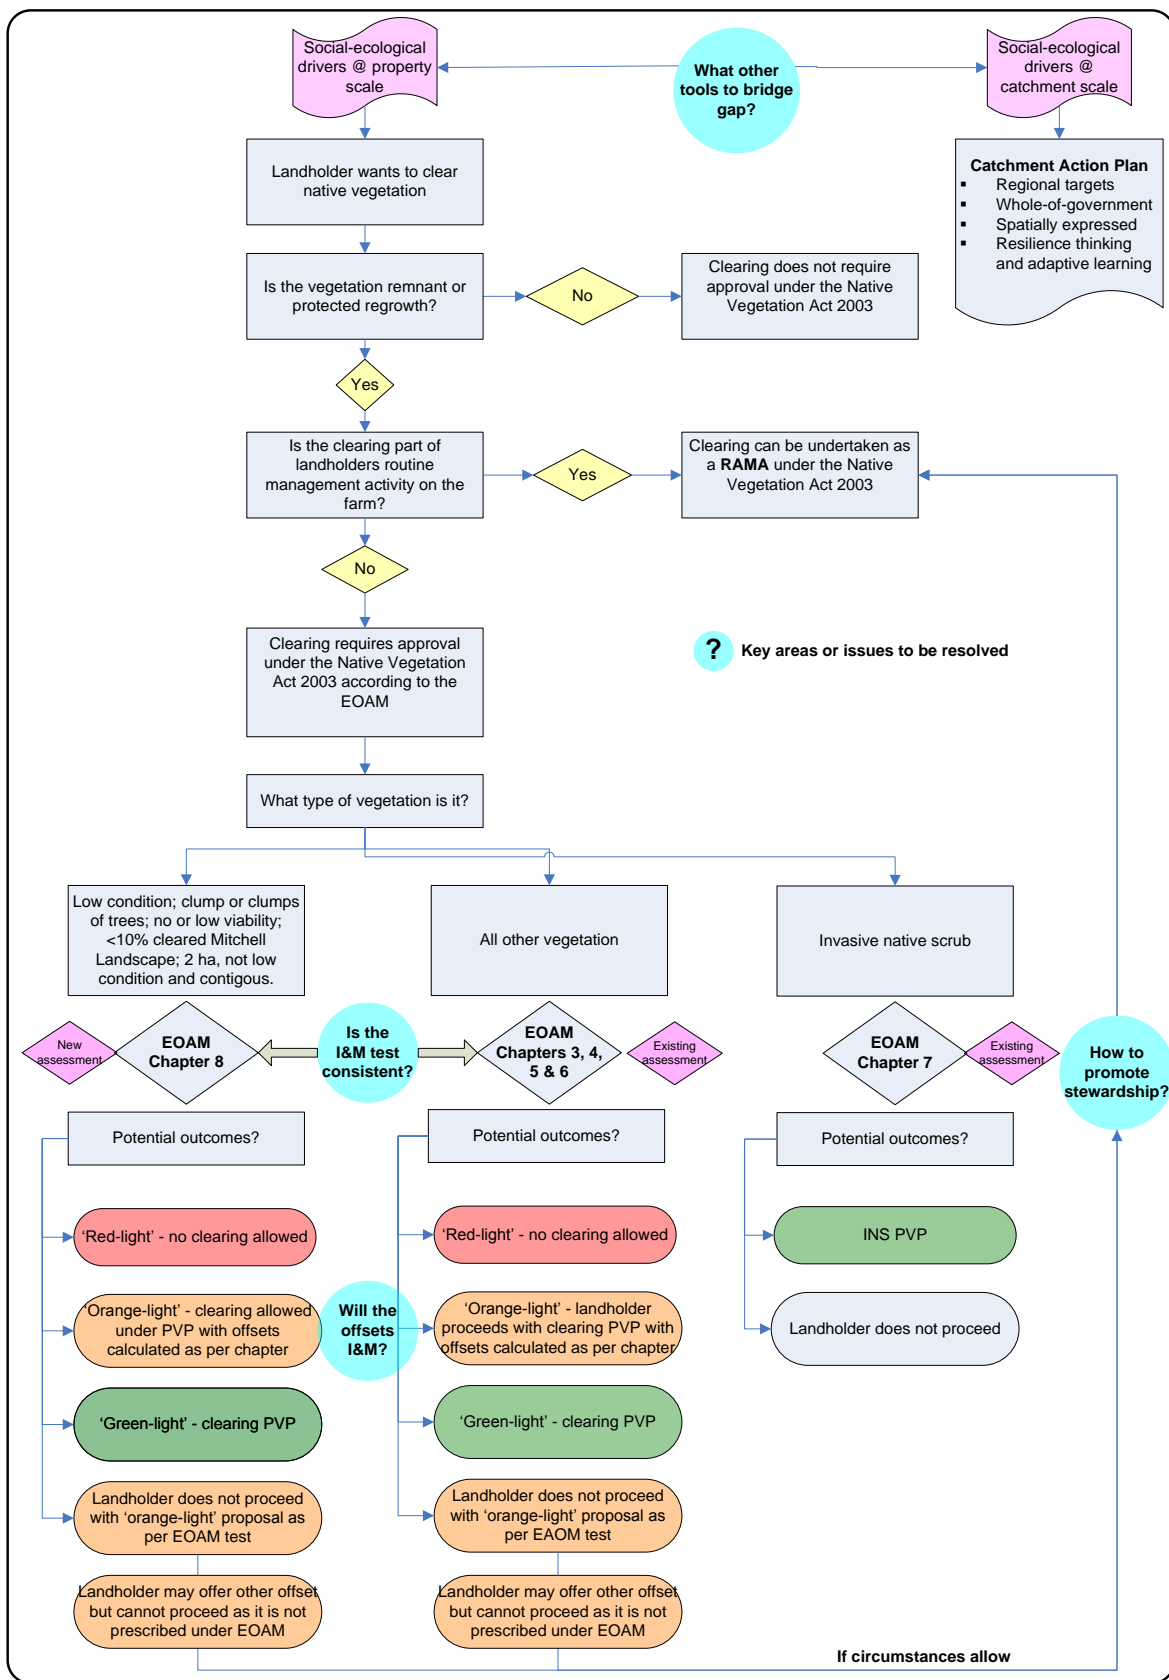 Social-ecological
drivers @ property
scale
What other
tools to bridge
gap?
Social-ecological
drivers @
catchment scale
Landholder wants to clear
native vegetation
Catchment Action Plan
▪ Regional targets
▪ Whole-of-government
▪ Spatially expressed
▪ Resilience thinking
and adaptive learning
Is the vegetation remnant or
protected regrowth?
No
Clearing does not require
approval under the Native
Vegetation Act 2003
Yes
Is the clearing part of
landholders routine
management activity on the
farm?
Yes
Clearing can be undertaken as
a RAMA under the Native
Vegetation Act 2003
No
Clearing requires approval
under the Native Vegetation
Act 2003 according to the
EOAM
? Key areas or issues to be resolved
What type of vegetation is it?
Low condition; clump or clumps
of trees; no or low viability;
<10% cleared Mitchell
Landscape; 2 ha, not low
condition and contigous.
All other vegetation
Invasive native scrub
New
assessment
EOAM
Chapter 8
Is the
I&M test
consistent?
EOAM
Chapters 3, 4,
5 & 6
Existing
assessment
EOAM
Chapter 7
Existing
assessment
How to
promote
stewardship?
Potential outcomes?
Potential outcomes?
Potential outcomes?
‘Red-light’ - no clearing allowed
‘Red-light’ - no clearing allowed
INS PVP
‘Orange-light’ - clearing allowed
under PVP with offsets
calculated as per chapter
Will the
offsets
I&M?
‘Orange-light’ - landholder
proceeds with clearing PVP with
offsets calculated as per chapter
Landholder does not proceed
‘Green-light’ - clearing PVP
‘Green-light’ - clearing PVP
Landholder does not proceed
with ‘orange-light’ proposal as
per EOAM test
Landholder does not proceed
with ‘orange-light’ proposal as
per EAOM test
Landholder may offer other offset
but cannot proceed as it is not
prescribed under EOAM
Landholder may offer other offset
but cannot proceed as it is not
prescribed under EOAM
If circumstances allow